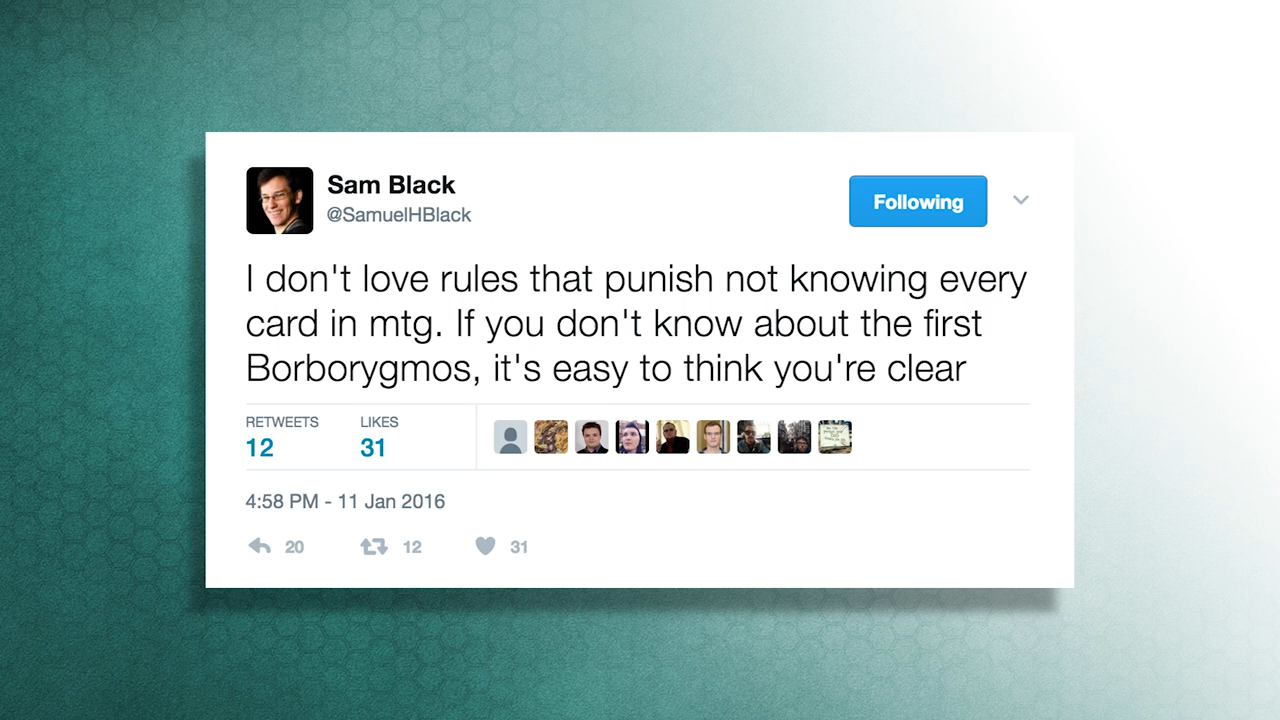 Sam Black
@SamuelHBlack
Following
I don't love rules that punish not knowing every
card in mtg. If you don't know about the first
Borborygmos, it's easy to think you're clear
RETWEETS LIKES
12 31
4:58 PM - 11 Jan 2016
20 12 31